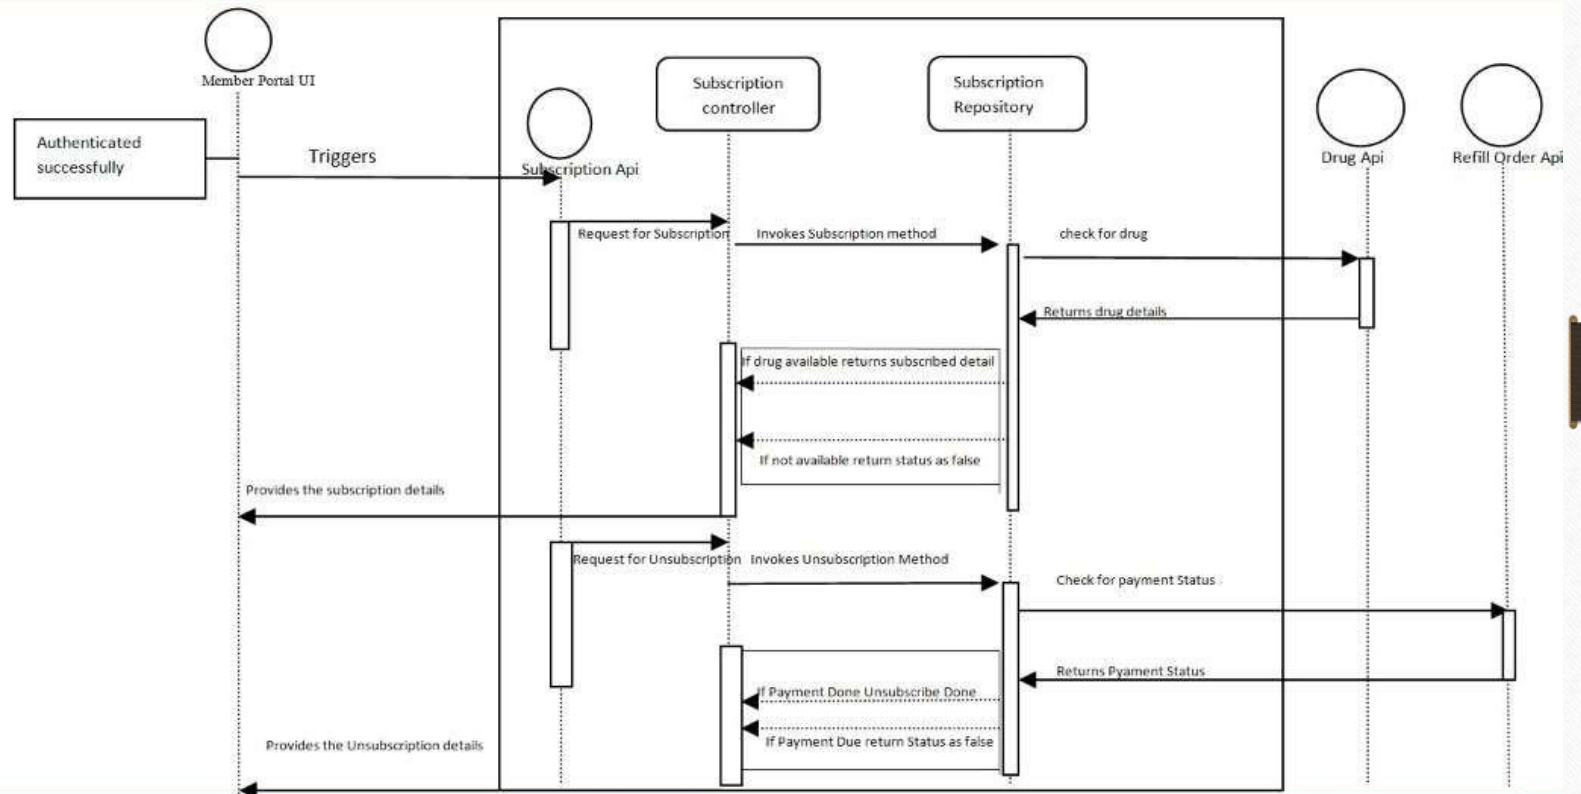 Member Portal UI
Subscription
controller
Subscription
Repository
Authenticated
successfully
Triggers
Subscription Api
Drug Api
Refill Order Api
Request for Subscription
Invokes Subscription method
check for drug
Returns drug details
If drug available returns subscribed detail
If not available return status as false
Provides the subscription details
Request for Unsubscription
Invokes Unsubscription Method
Check for payment Status
Returns Pyament Status
If Payment Done Unsubscribe Done
If Payment Due return Status as false
Provides the Unsubscription details